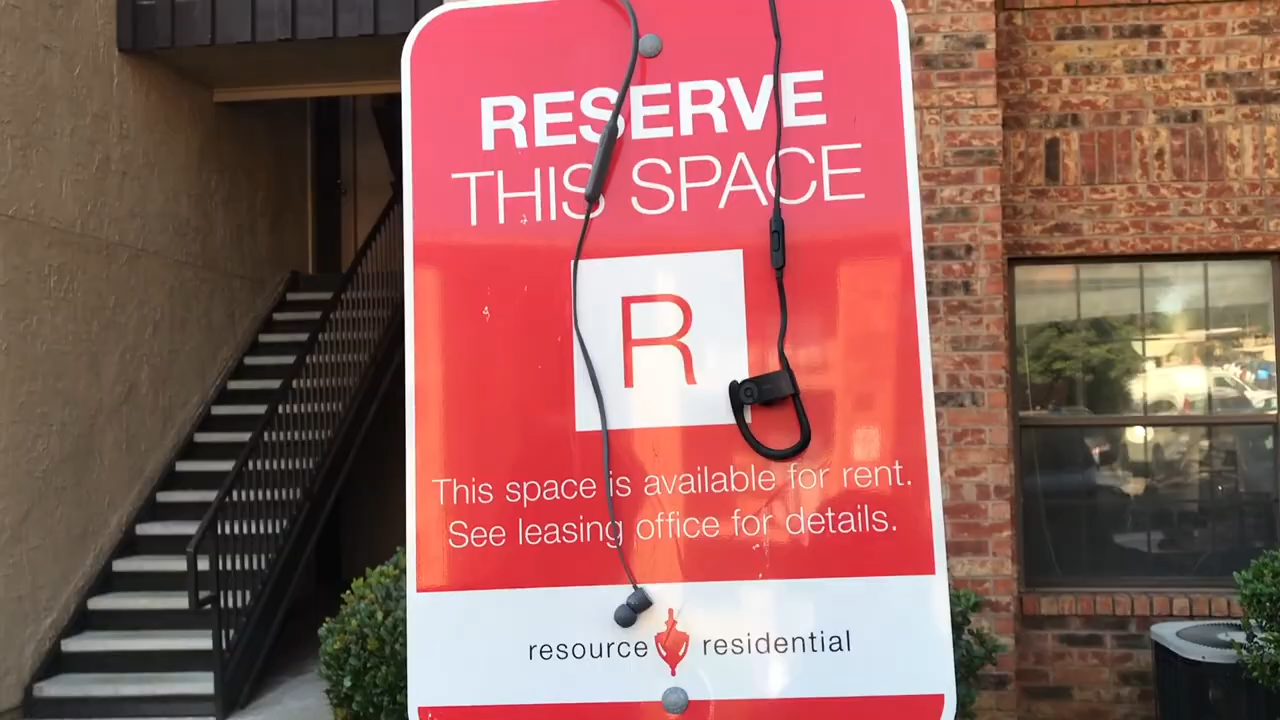 RESERVE
THIS SPACE
R
This space is available for rent.
See leasing office for details.
resource residential